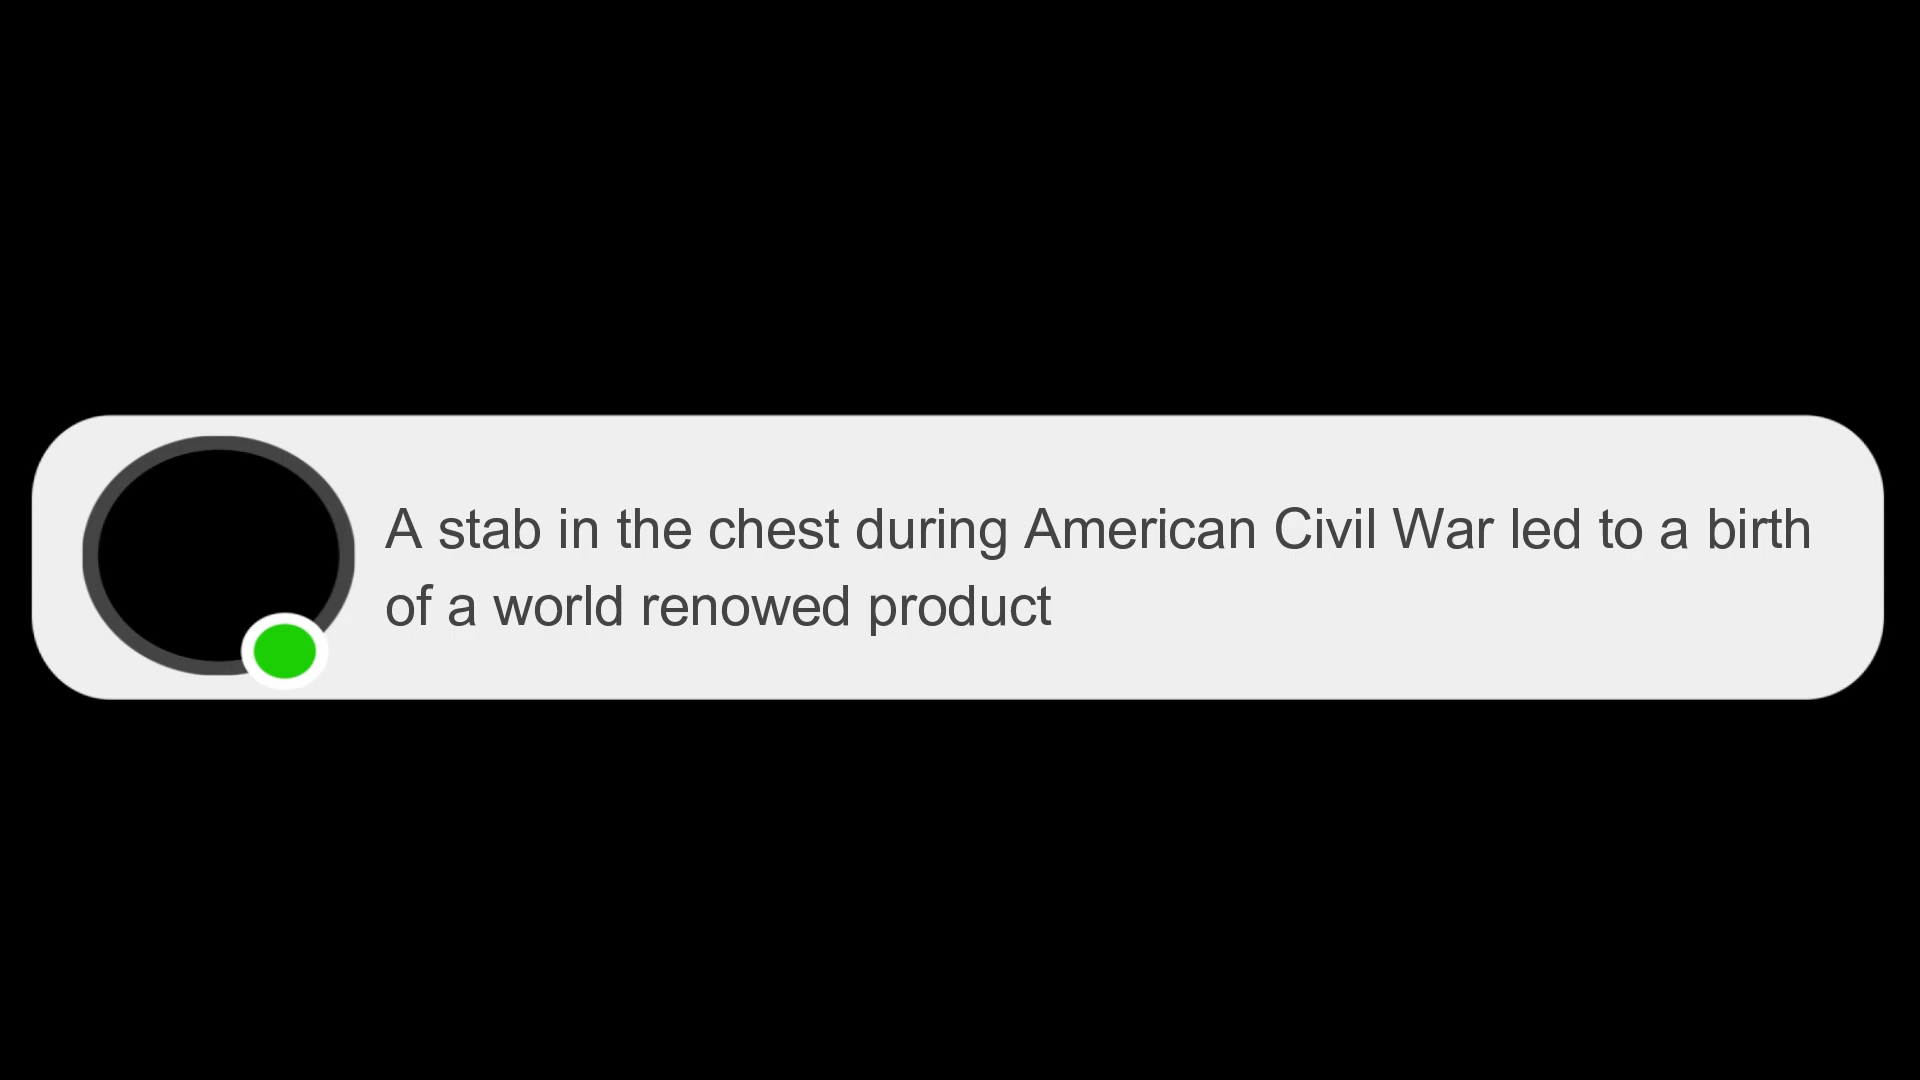 A stab in the chest during American Civil War led to a birth
of a world renowed product